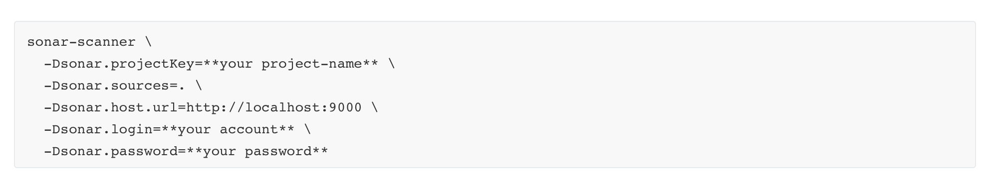 sonar-scanner \
  -Dsonar.projectKey=**your project-name** \
  -Dsonar.sources=. \
  -Dsonar.host.url=http://localhost:9000 \
  -Dsonar.login=**your account** \
  -Dsonar.password=**your password**